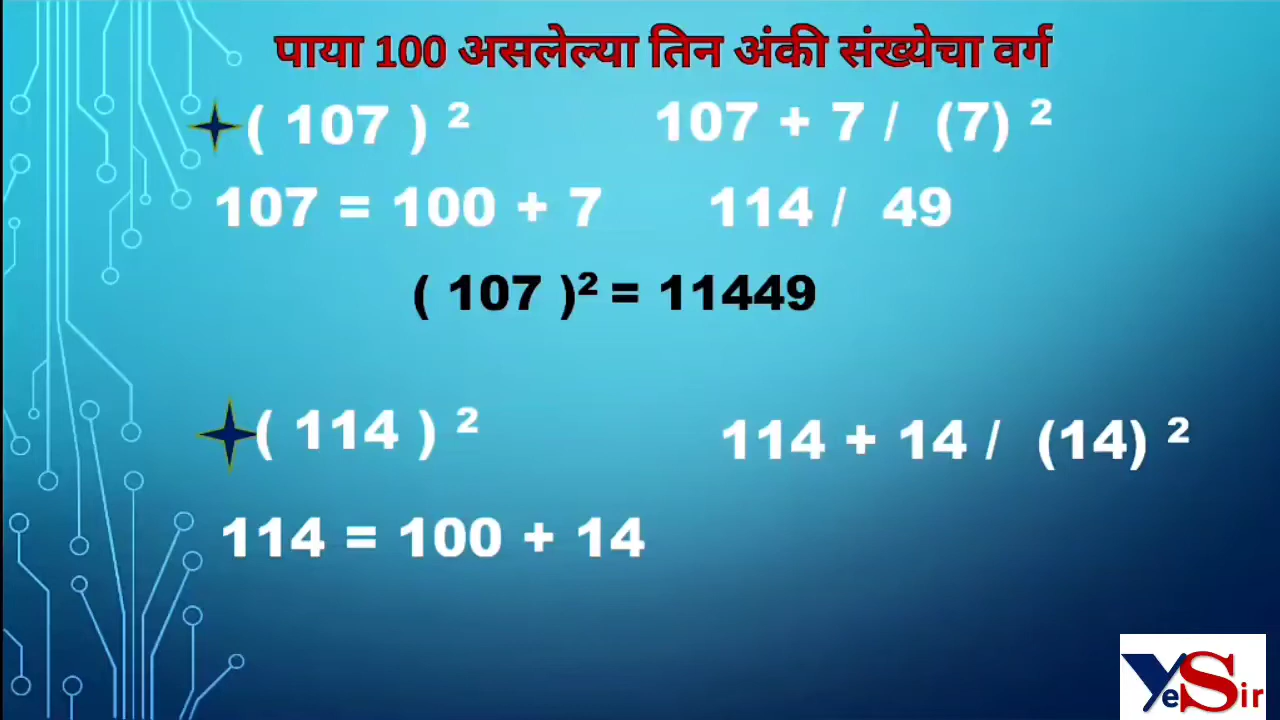 पाया 100 असलेल्या तिन अंकी संख्येचा वर्ग
( 107 ) ² 107 + 7 / (7) ²
107 = 100 + 7 114 / 49
( 107 )² = 11449
( 114 ) ² 114 + 14 / (14) ²
114 = 100 + 14
YeSir